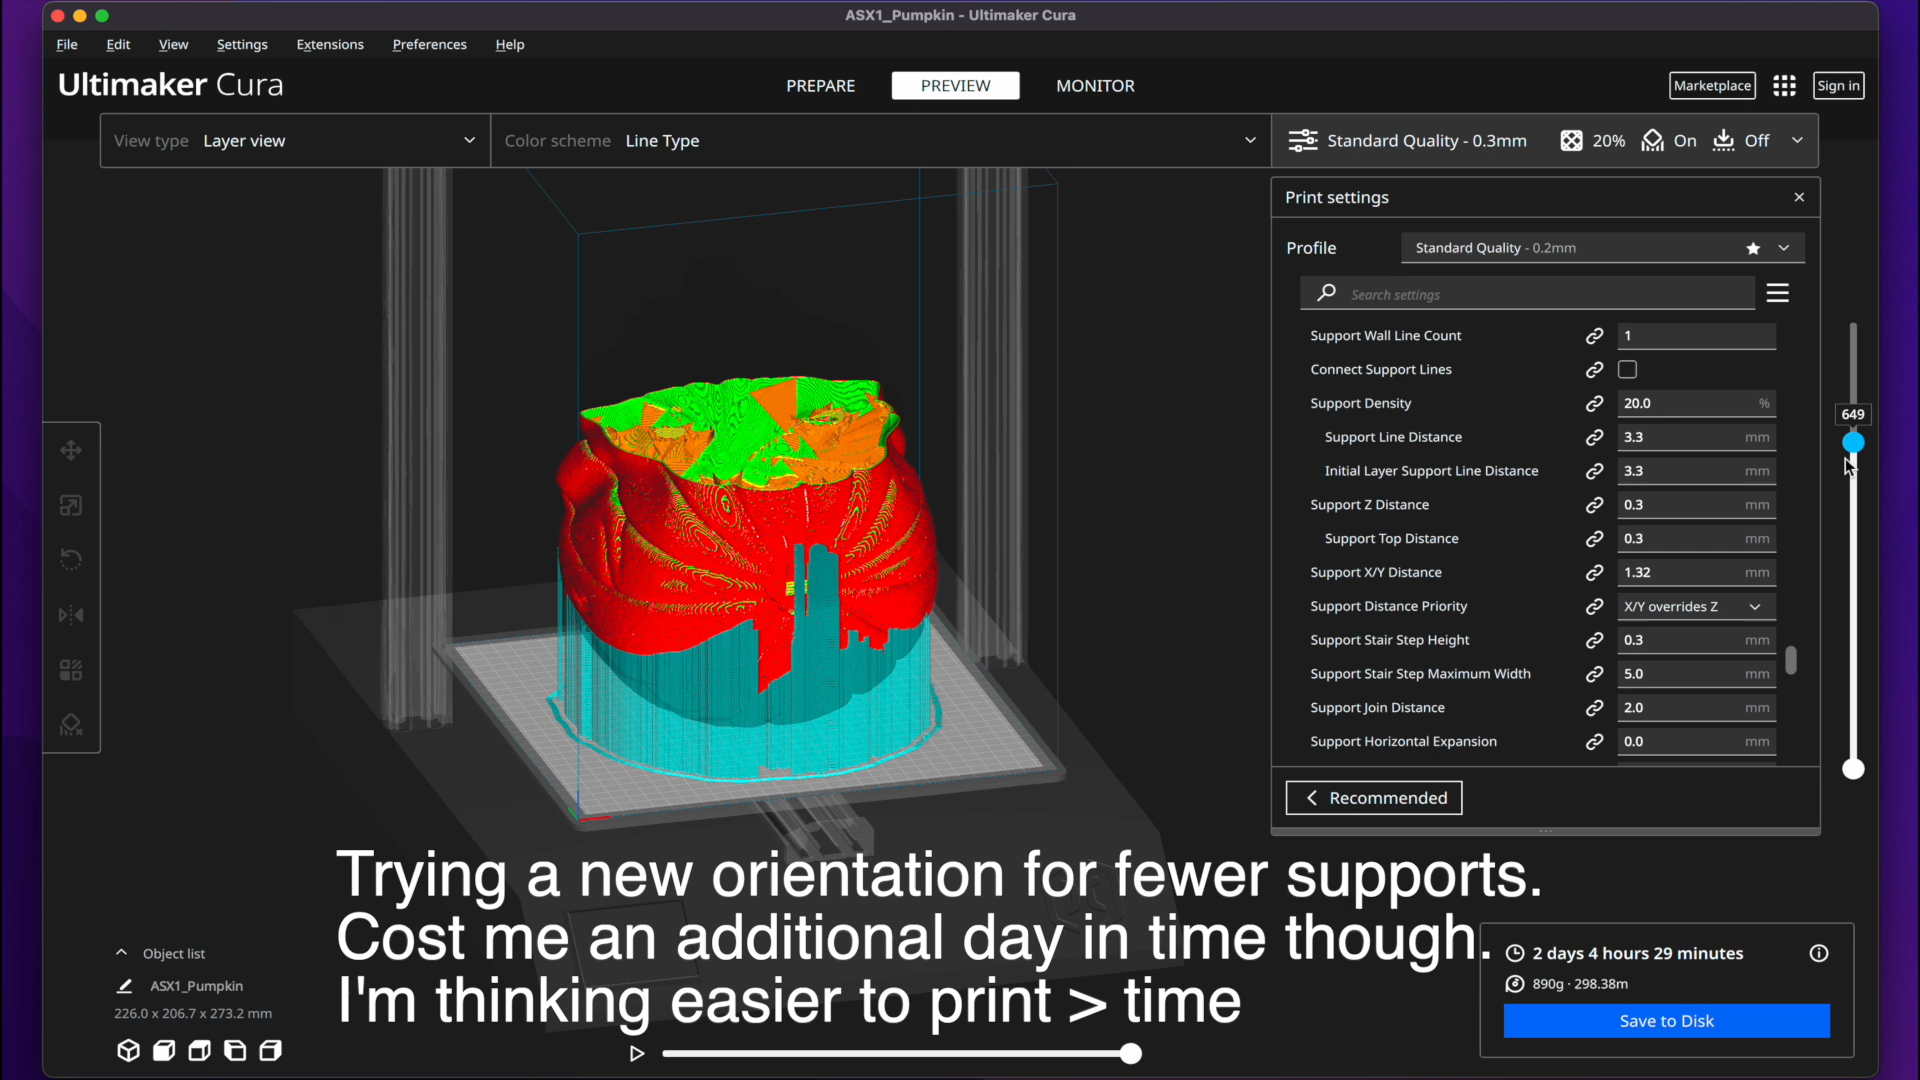 ASX1_Pumpkin - Ultimaker Cura
File Edit View Settings Extensions Preferences Help
Ultimaker Cura
PREPARE PREVIEW MONITOR
Marketplace Sign in
View type Layer view
Color scheme Line Type
Standard Quality - 0.3mm 20% On Off
Print settings
Profile Standard Quality - 0.2mm
Search settings
Support Wall Line Count 1
Connect Support Lines
Support Density 20.0 %
Support Line Distance 3.3 mm
Initial Layer Support Line Distance 3.3 mm
Support Z Distance 0.3 mm
Support Top Distance 0.3 mm
Support X/Y Distance 1.32 mm
Support Distance Priority X/Y overrides Z
Support Stair Step Height 0.3 mm
Support Stair Step Maximum Width 5.0 mm
Support Join Distance 2.0 mm
Support Horizontal Expansion 0.0 mm
Recommended
649
Trying a new orientation for fewer supports.
Cost me an additional day in time though.
I'm thinking easier to print > time
Object list
ASX1_Pumpkin
226.0 x 206.7 x 273.2 mm
2 days 4 hours 29 minutes
890g · 298.38m
Save to Disk